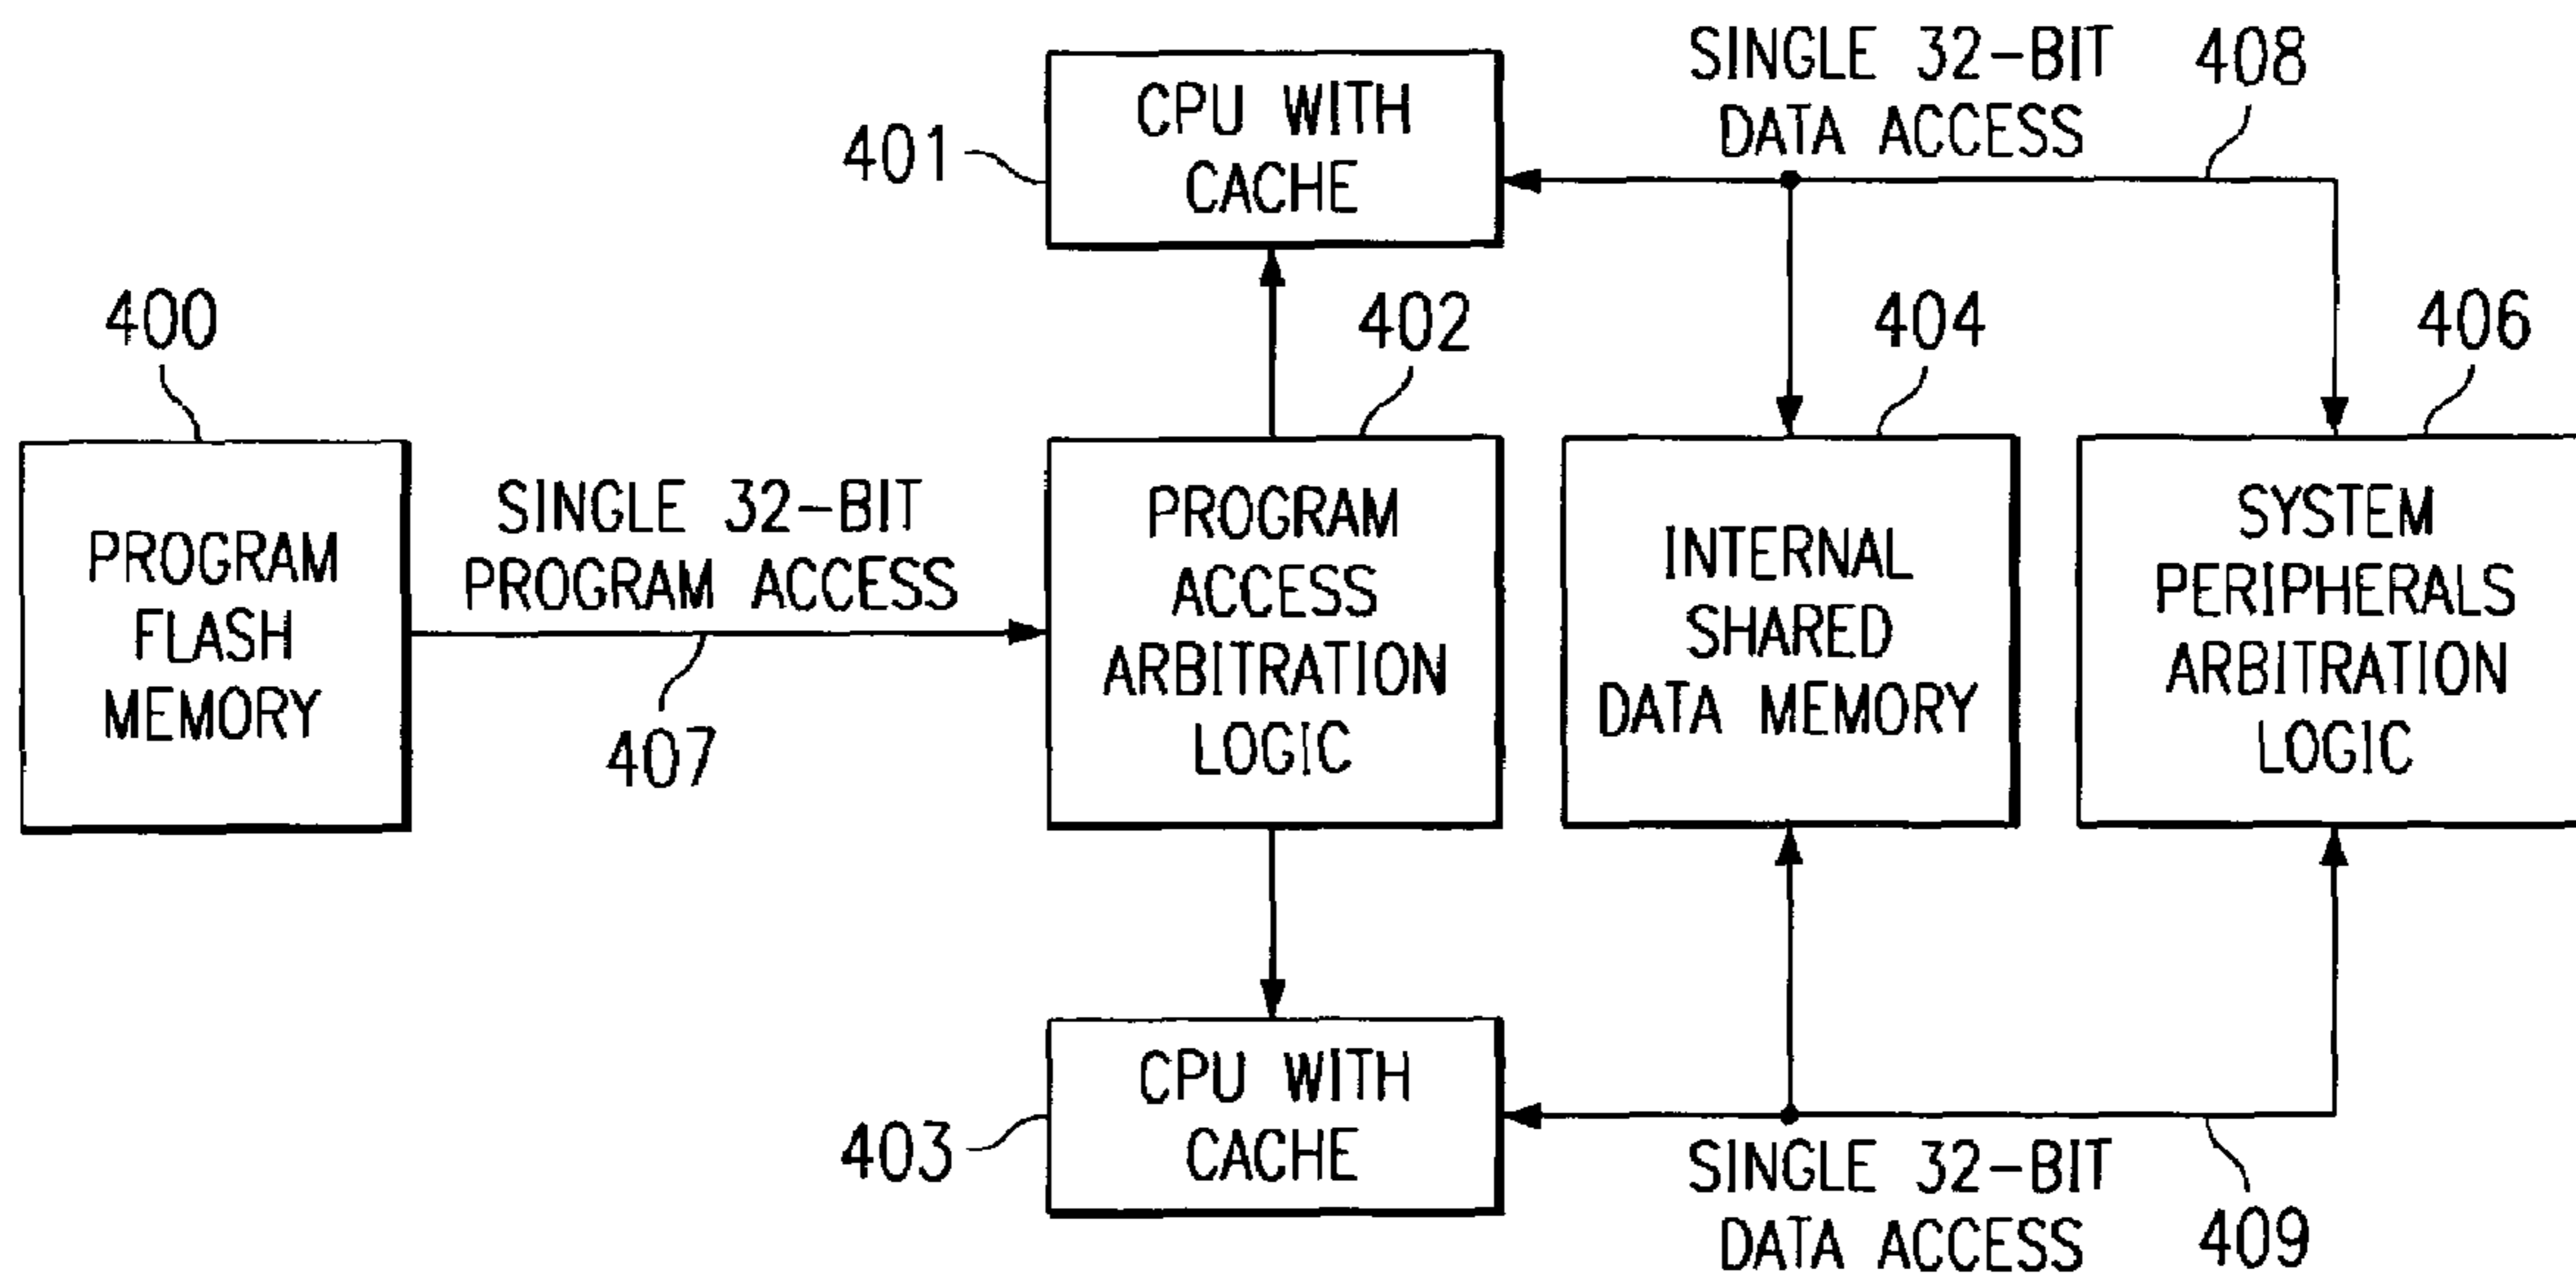 SINGLE 32-BIT
DATA ACCESS
408
CPU WITH
CACHE
401
400
402
404
406
PROGRAM
FLASH
MEMORY
SINGLE 32-BIT
PROGRAM ACCESS
407
PROGRAM
ACCESS
ARBITRATION
LOGIC
INTERNAL
SHARED
DATA MEMORY
SYSTEM
PERIPHERALS
ARBITRATION
LOGIC
CPU WITH
CACHE
403
SINGLE 32-BIT
DATA ACCESS
409